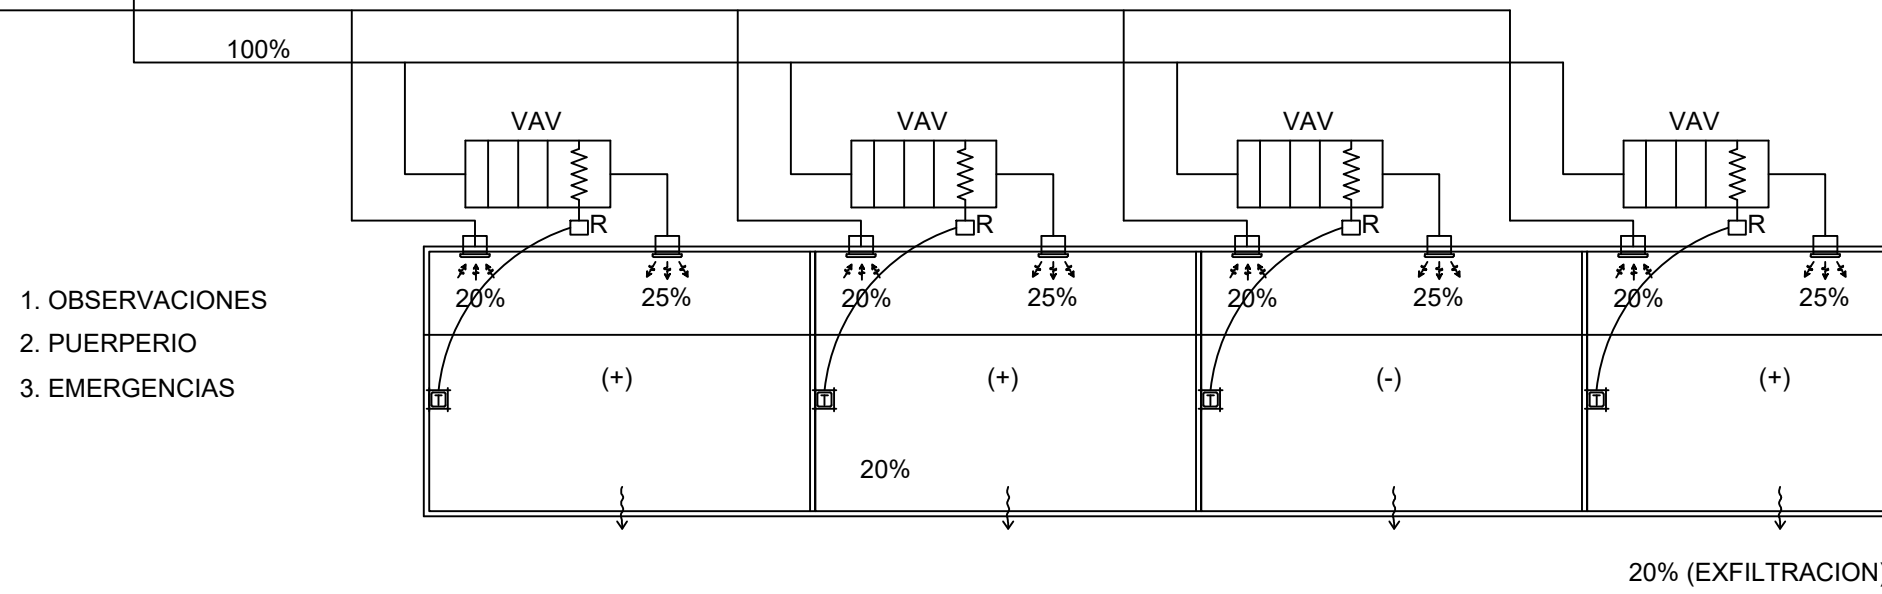 100%
VAV VAV VAV VAV
R R R R
20% 25% 20% 25% 20% 25% 20% 25%
1. OBSERVACIONES
2. PUERPERIO
3. EMERGENCIAS
(+) (+) (-) (+)
T T T T
20%
20% (EXFILTRACION)